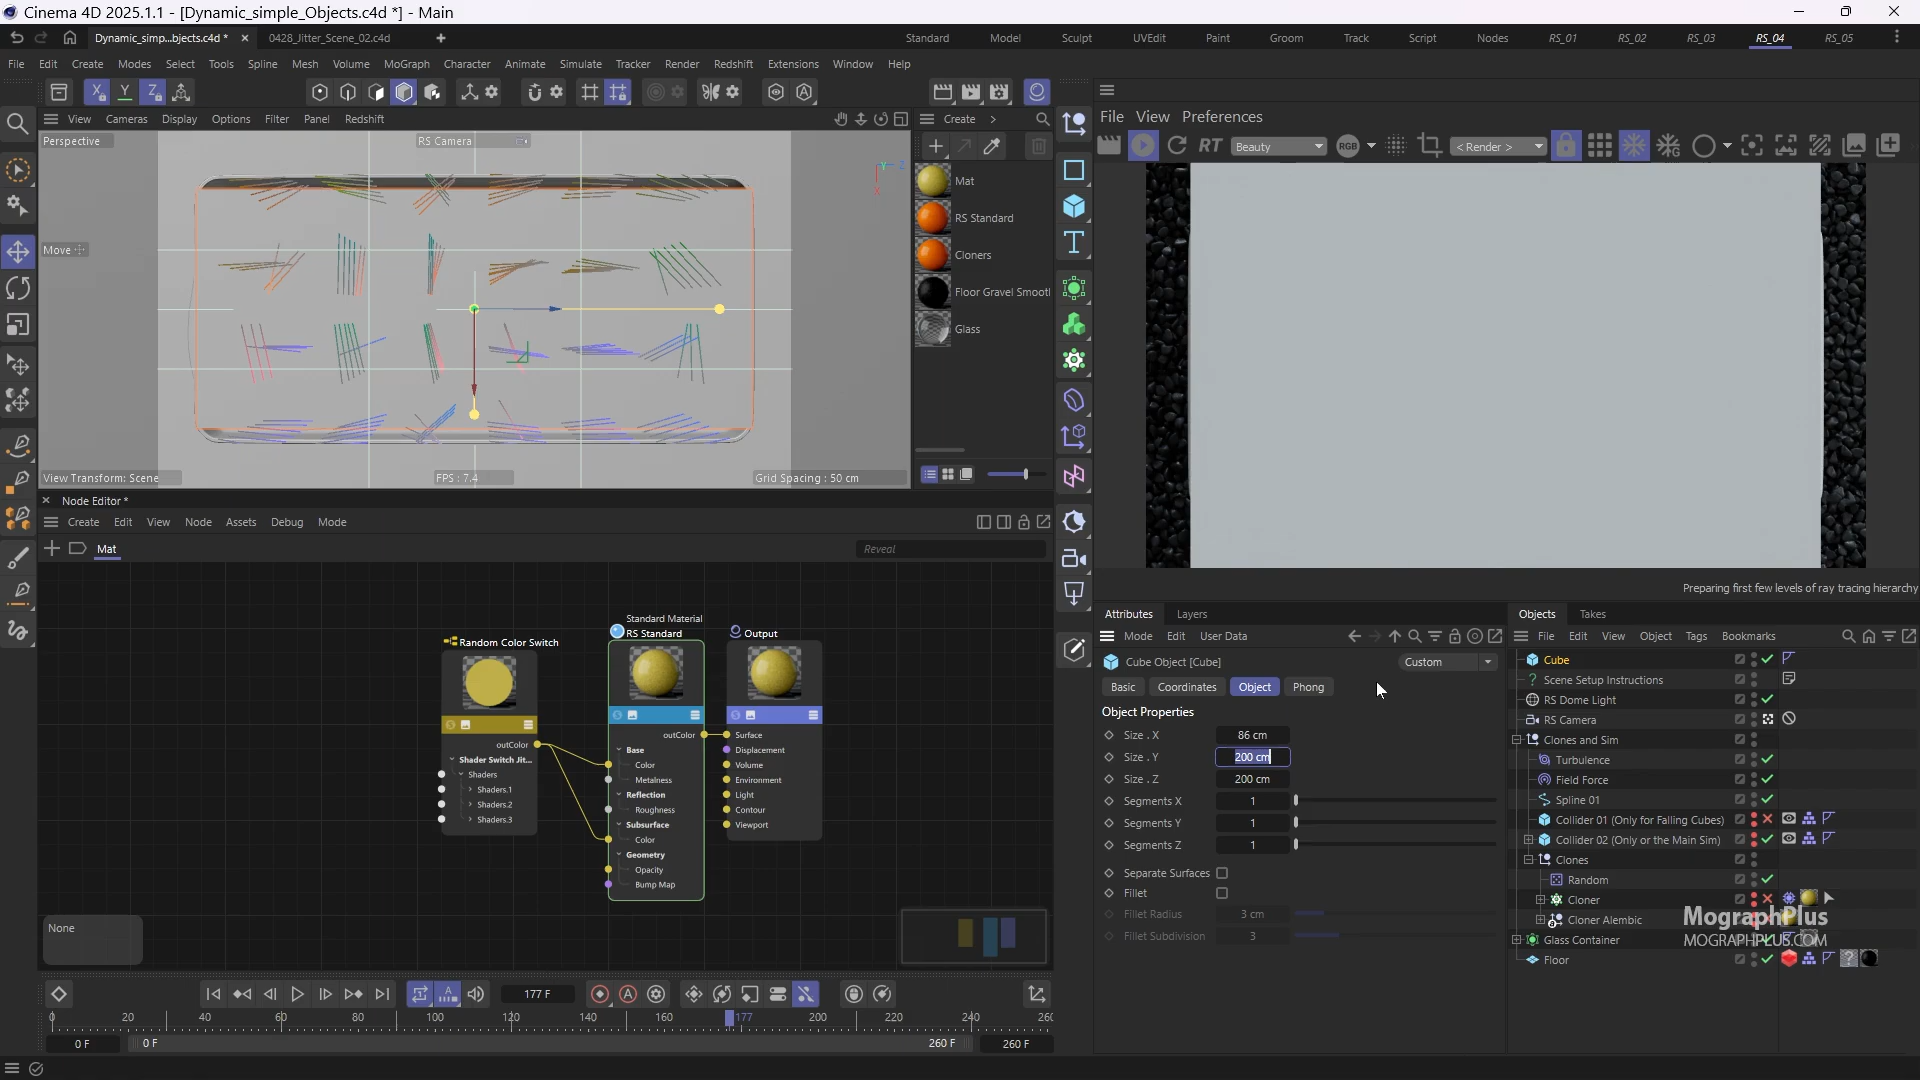 Cinema 4D 2025.1.1 - [Dynamic_simple_Objects.c4d *] - Main
Dynamic_simp...bjects.c4d *
0428_Jitter_Scene_02.c4d
Standard
Model
Sculpt
UVEdit
Paint
Groom
Track
Script
Nodes
RS_01
RS_02
RS_03
RS_04
RS_05
File Edit Create Modes Select Tools Spline Mesh Volume MoGraph Character Animate Simulate Tracker Render Redshift Extensions Window Help
X Y Z
View Cameras Display Options Filter Panel Redshift
Create
File View Preferences
RT Beauty RGB < Render >
Perspective
RS Camera
Y Z
X
Move
View Transform: Scene
FPS : 7.4
Grid Spacing : 50 cm
Mat
RS Standard
Cloners
Floor Gravel Smootl
Glass
Preparing first few levels of ray tracing hierarchy
Node Editor *
Create Edit View Node Assets Debug Mode
Mat
Reveal
Random Color Switch
outColor
Shader Switch Jit...
Shaders
Shaders.1
Shaders.2
Shaders.3
Standard Material
RS Standard
outColor
Base
Color
Metalness
Reflection
Roughness
Subsurface
Color
Geometry
Opacity
Bump Map
Output
Surface
Displacement
Volume
Environment
Light
Contour
Viewport
None
Attributes Layers
Mode Edit User Data
Cube Object [Cube]
Custom
Basic Coordinates Object Phong
Object Properties
Size . X 86 cm
Size . Y 200 cm
Size . Z 200 cm
Segments X 1
Segments Y 1
Segments Z 1
Separate Surfaces
Fillet
Fillet Radius 3 cm
Fillet Subdivision 3
Objects Takes
File Edit View Object Tags Bookmarks
Cube
Scene Setup Instructions
RS Dome Light
RS Camera
Clones and Sim
Turbulence
Field Force
Spline 01
Collider 01 (Only for Falling Cubes)
Collider 02 (Only or the Main Sim)
Clones
Random
Cloner
Cloner Alembic
Glass Container
Floor
MographPlus
MOGRAPHPLUS.COM
177 F
0 20 40 60 80 100 120 140 160 177 200 220 240 26(
0 F
0 F
260 F
260 F